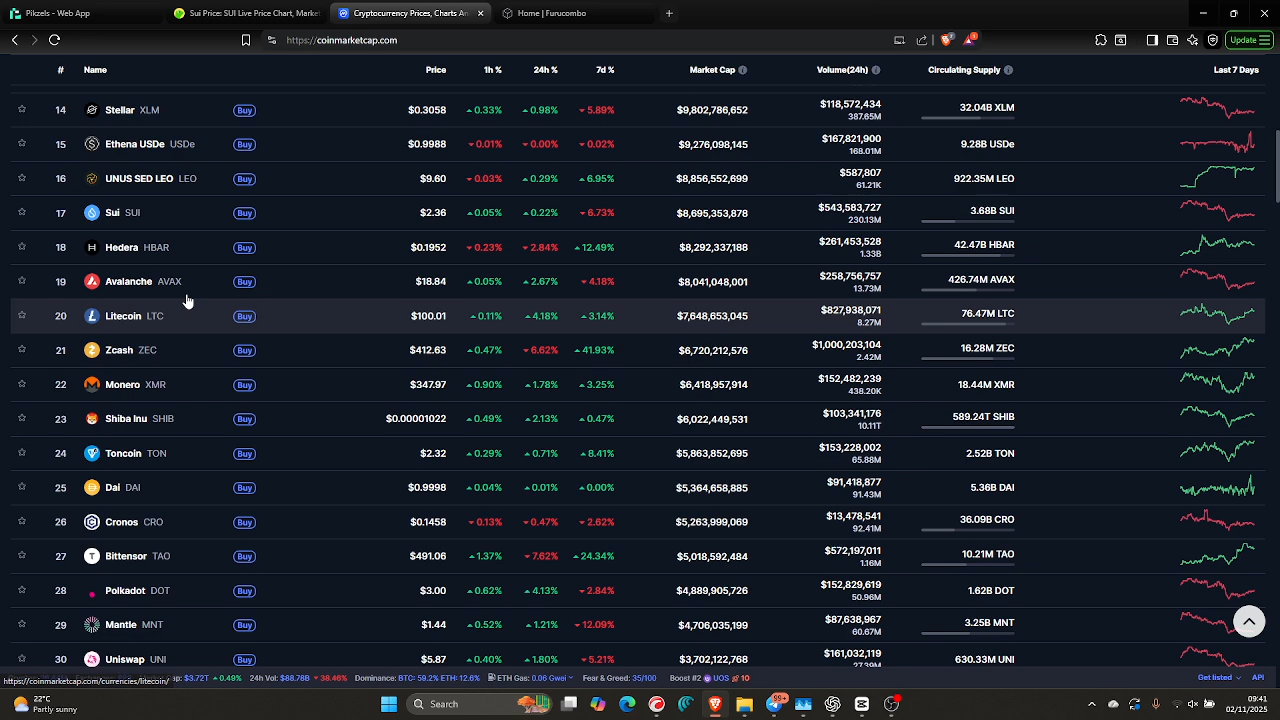 Pikzels - Web App
Sui Price: SUI Live Price Chart, Market
Cryptocurrency Prices, Charts An
Home | Furucombo
https://coinmarketcap.com
Update
# Name Price 1h % 24h % 7d % Market Cap Volume(24h) Circulating Supply Last 7 Days
14 Stellar XLM Buy $0.3058 0.33% 0.98% 5.89% $9,802,786,652 $118,572,434 32.04B XLM
387.65M
15 Ethena USDe USDe Buy $0.9988 0.01% 0.00% 0.02% $9,276,098,145 $167,821,900 9.28B USDe
168.01M
16 UNUS SED LEO LEO Buy $9.60 0.03% 0.29% 6.95% $8,856,552,699 $587,807 922.35M LEO
61.21K
17 Sui SUI Buy $2.36 0.05% 0.22% 6.73% $8,695,353,878 $543,583,727 3.68B SUI
230.13M
18 Hedera HBAR Buy $0.1952 0.23% 2.84% 12.49% $8,292,337,188 $261,453,528 42.47B HBAR
1.33B
19 Avalanche AVAX Buy $18.84 0.05% 2.67% 4.18% $8,041,048,001 $258,756,757 426.74M AVAX
13.73M
20 Litecoin LTC Buy $100.01 0.11% 4.18% 3.14% $7,648,653,045 $827,938,071 76.47M LTC
8.27M
21 Zcash ZEC Buy $412.63 0.47% 6.62% 41.93% $6,720,212,576 $1,000,203,104 16.28M ZEC
2.42M
22 Monero XMR Buy $347.97 0.90% 1.78% 3.25% $6,418,957,914 $152,482,239 18.44M XMR
438.20K
23 Shiba Inu SHIB Buy $0.00001022 0.49% 2.13% 0.47% $6,022,449,531 $103,341,176 589.24T SHIB
10.11T
24 Toncoin TON Buy $2.32 0.29% 0.71% 8.41% $5,863,852,695 $153,228,002 2.52B TON
65.88M
25 Dai DAI Buy $0.9998 0.04% 0.01% 0.00% $5,364,658,885 $91,418,877 5.36B DAI
91.43M
26 Cronos CRO Buy $0.1458 0.13% 0.47% 2.62% $5,263,999,069 $13,478,541 36.09B CRO
92.41M
27 Bittensor TAO Buy $491.06 1.37% 7.62% 24.34% $5,018,592,484 $572,197,011 10.21M TAO
1.16M
28 Polkadot DOT Buy $3.00 0.62% 4.13% 2.84% $4,889,905,726 $152,829,619 1.62B DOT
50.96M
29 Mantle MNT Buy $1.44 0.52% 1.21% 12.09% $4,706,035,199 $87,638,967 3.25B MNT
60.67M
30 Uniswap UNI Buy $5.87 0.40% 1.80% 5.21% $3,702,122,768 $161,032,119 630.33M UNI
27.39M
https://coinmarketcap.com/currencies/litecoin/
$3.72T 0.49% 24h Vol: $88.78B 38.46% Dominance: BTC: 59.2% ETH: 12.6% ETH Gas: 0.06 Gwei Fear & Greed: 35/100 Boost #2 UOS 10 Get listed API
22°C
Partly sunny
Search
99+
09:41
02/11/2025